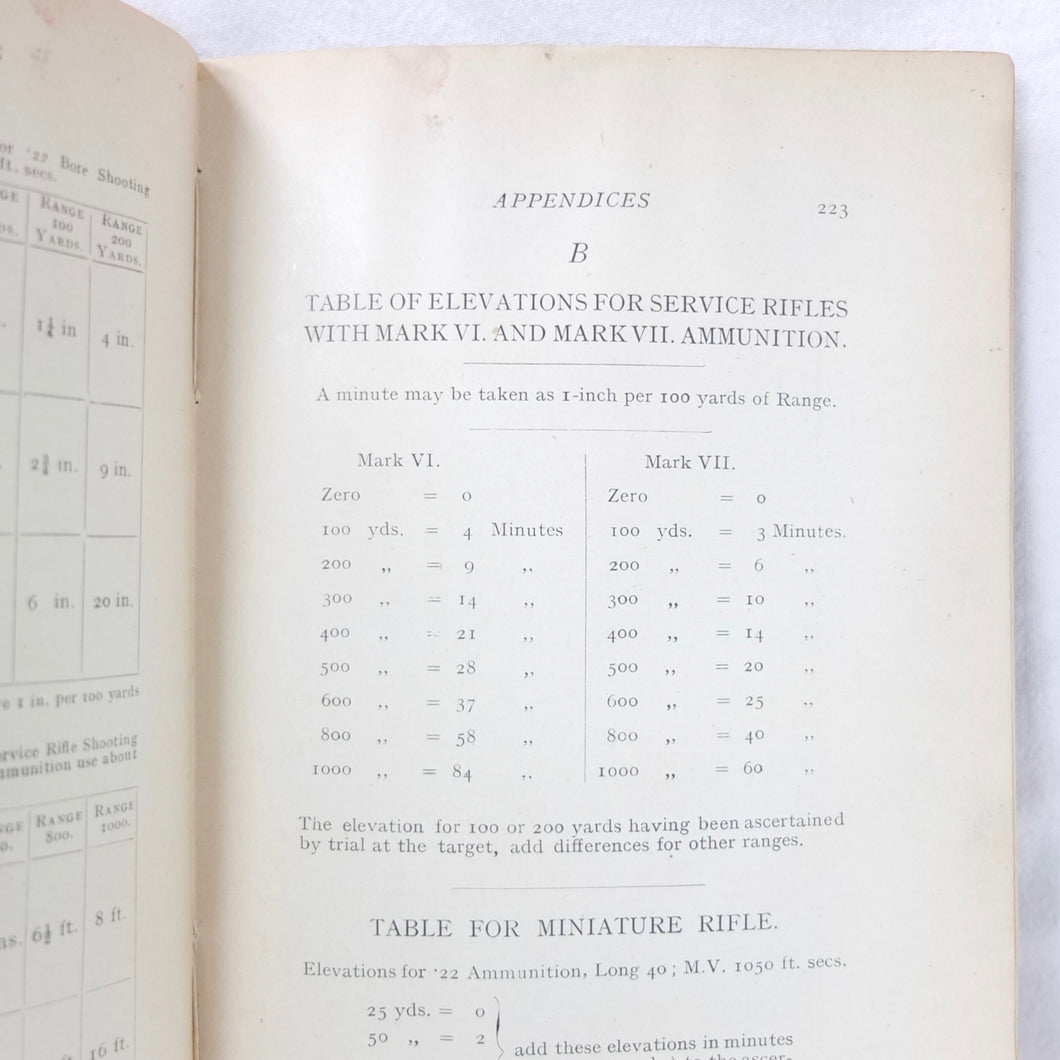 or ·22 Bore Shooting
ft. secs.
RANGE 100 YARDS.
RANGE 200 YARDS.
1¼ in
4 in.
2¾ in.
9 in.
6 in.
20 in.
1 in. per 100 yards
Rifle Shooting
use about
RANGE 800.
RANGE 1000.
6½ ft.
8 ft.
16 ft.
APPENDICES
223
B
TABLE OF ELEVATIONS FOR SERVICE RIFLES
WITH MARK VI. AND MARK VII. AMMUNITION.
A minute may be taken as 1-inch per 100 yards of Range.
Mark VI.
Zero = 0
100 yds. = 4 Minutes
200 ,, = 9 ,,
300 ,, = 14 ,,
400 ,, = 21 ,,
500 ,, = 28 ,,
600 ,, = 37 ,,
800 ,, = 58 ,,
1000 ,, = 84 ,,
Mark VII.
Zero = 0
100 yds. = 3 Minutes.
200 ,, = 6 ,,
300 ,, = 10 ,,
400 ,, = 14 ,,
500 ,, = 20 ,,
600 ,, = 25 ,,
800 ,, = 40 ,,
1000 ,, = 60 ,,
The elevation for 100 or 200 yards having been ascertained
by trial at the target, add differences for other ranges.
TABLE FOR MINIATURE RIFLE.
Elevations for ·22 Ammunition, Long 40; M.V. 1050 ft. secs.
25 yds. = 0
50 ,, = 2
add these elevations in minutes